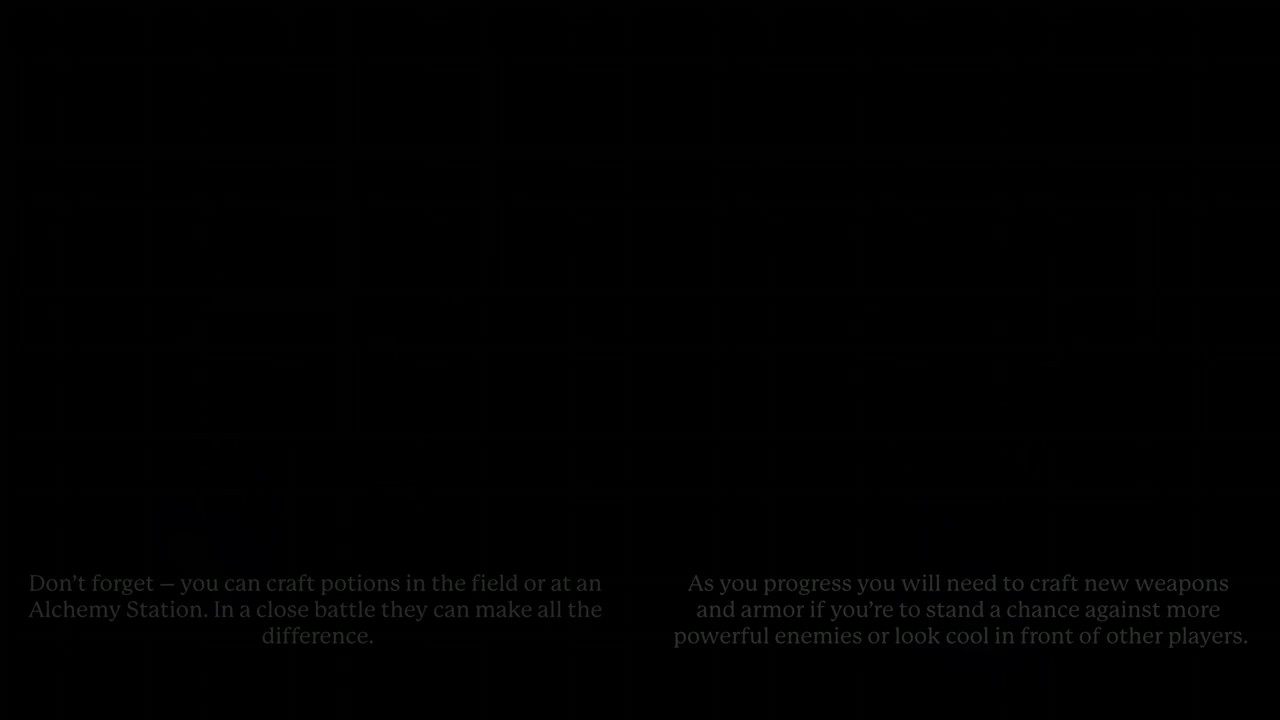 Don’t forget — you can craft potions in the field or at an
Alchemy Station. In a close battle they can make all the
difference.
As you progress you will need to craft new weapons
and armor if you’re to stand a chance against more
powerful enemies or look cool in front of other players.